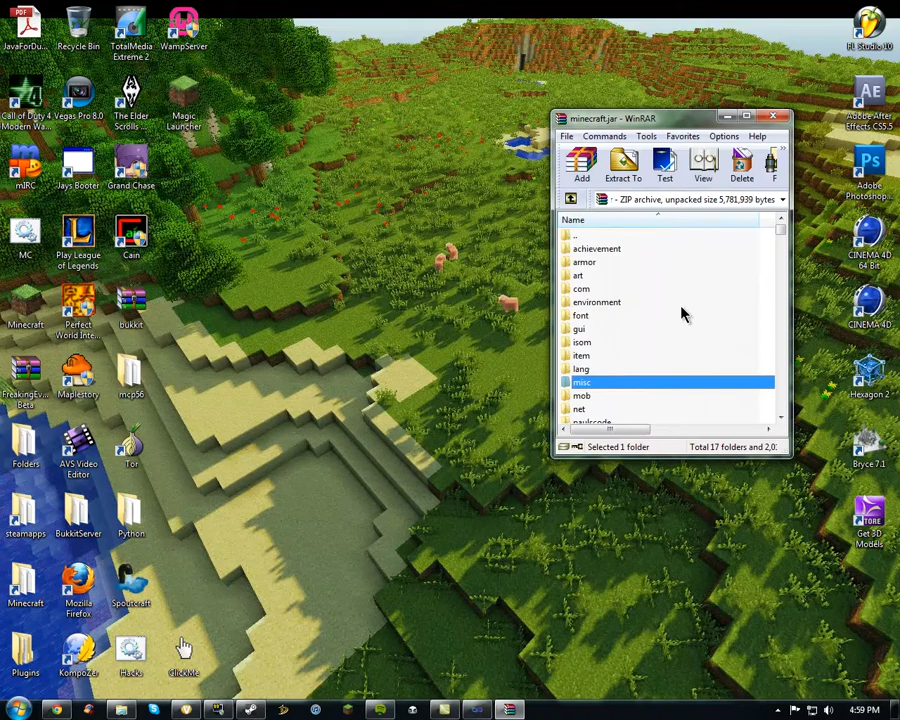 JavaForDu...
Recycle Bin
TotalMedia
Extreme 2
WampServer
FL Studio 10
Call of Duty 4
Modern Wa...
Vegas Pro 8.0
The Elder
Scrolls ...
Magic
Launcher
Adobe After
Effects CS5.5
mIRC
Jays Booter
Grand Chase
Adobe
Photoshop...
MC
Play League
of Legends
Cain
CINEMA 4D
64 Bit
Minecraft
Perfect
World Inte...
bukkit
CINEMA 4D
FreakingEv...
Beta
Maplestory
mcp56
Hexagon 2
Folders
AVS Video
Editor
Tor
Bryce 7.1
steamapps
BukkitServer
Python
Get 3D
Models
Minecraft
Mozilla
Firefox
Spoutcraft
Plugins
KompoZer
Hacks
ClickMe
minecraft.jar - WinRAR
File Commands Tools Favorites Options Help
Add Extract To Test View Delete F
- ZIP archive, unpacked size 5,781,939 bytes
Name
..
achievement
armor
art
com
environment
font
gui
isom
item
lang
misc
mob
net
paulscode
Selected 1 folder Total 17 folders and 2,0
4:59 PM